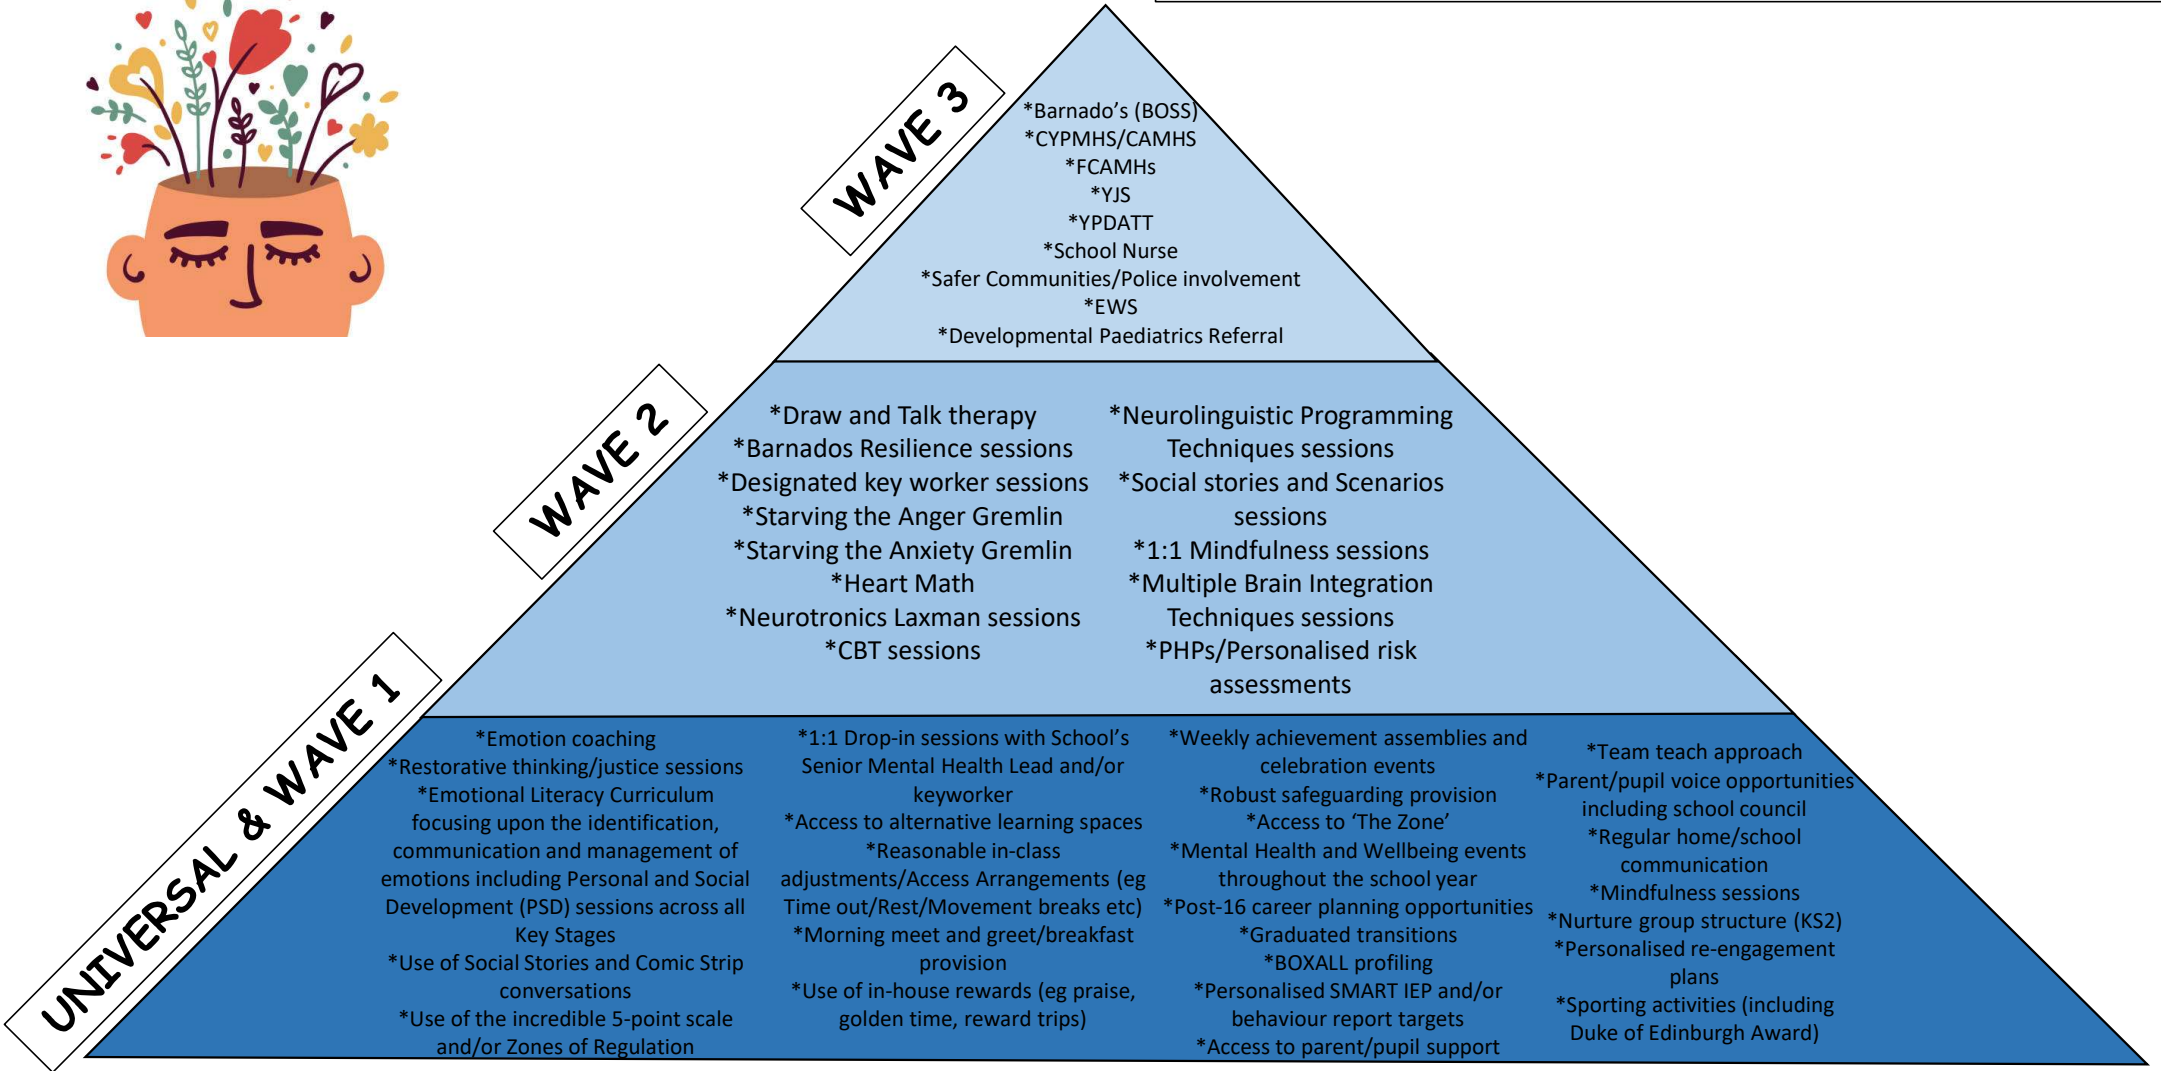 WAVE 3
*Barnado’s (BOSS)
*CYPMHS/CAMHS
*FCAMHs
*YJS
*YPDATT
*School Nurse
*Safer Communities/Police involvement
*EWS
*Developmental Paediatrics Referral
WAVE 2
*Draw and Talk therapy
*Barnados Resilience sessions
*Designated key worker sessions
*Starving the Anger Gremlin
*Starving the Anxiety Gremlin
*Heart Math
*Neurotronics Laxman sessions
*CBT sessions
*Neurolinguistic Programming
Techniques sessions
*Social stories and Scenarios
sessions
*1:1 Mindfulness sessions
*Multiple Brain Integration
Techniques sessions
*PHPs/Personalised risk
assessments
UNIVERSAL & WAVE 1
*Emotion coaching
*Restorative thinking/justice sessions
*Emotional Literacy Curriculum
focusing upon the identification,
communication and management of
emotions including Personal and Social
Development (PSD) sessions across all
Key Stages
*Use of Social Stories and Comic Strip
conversations
*Use of the incredible 5-point scale
and/or Zones of Regulation
*1:1 Drop-in sessions with School’s
Senior Mental Health Lead and/or
keyworker
*Access to alternative learning spaces
*Reasonable in-class
adjustments/Access Arrangements (eg
Time out/Rest/Movement breaks etc)
*Morning meet and greet/breakfast
provision
*Use of in-house rewards (eg praise,
golden time, reward trips)
*Weekly achievement assemblies and
celebration events
*Robust safeguarding provision
*Access to ‘The Zone’
*Mental Health and Wellbeing events
throughout the school year
*Post-16 career planning opportunities
*Graduated transitions
*BOXALL profiling
*Personalised SMART IEP and/or
behaviour report targets
*Access to parent/pupil support
*Team teach approach
*Parent/pupil voice opportunities
including school council
*Regular home/school
communication
*Mindfulness sessions
*Nurture group structure (KS2)
*Personalised re-engagement
plans
*Sporting activities (including
Duke of Edinburgh Award)